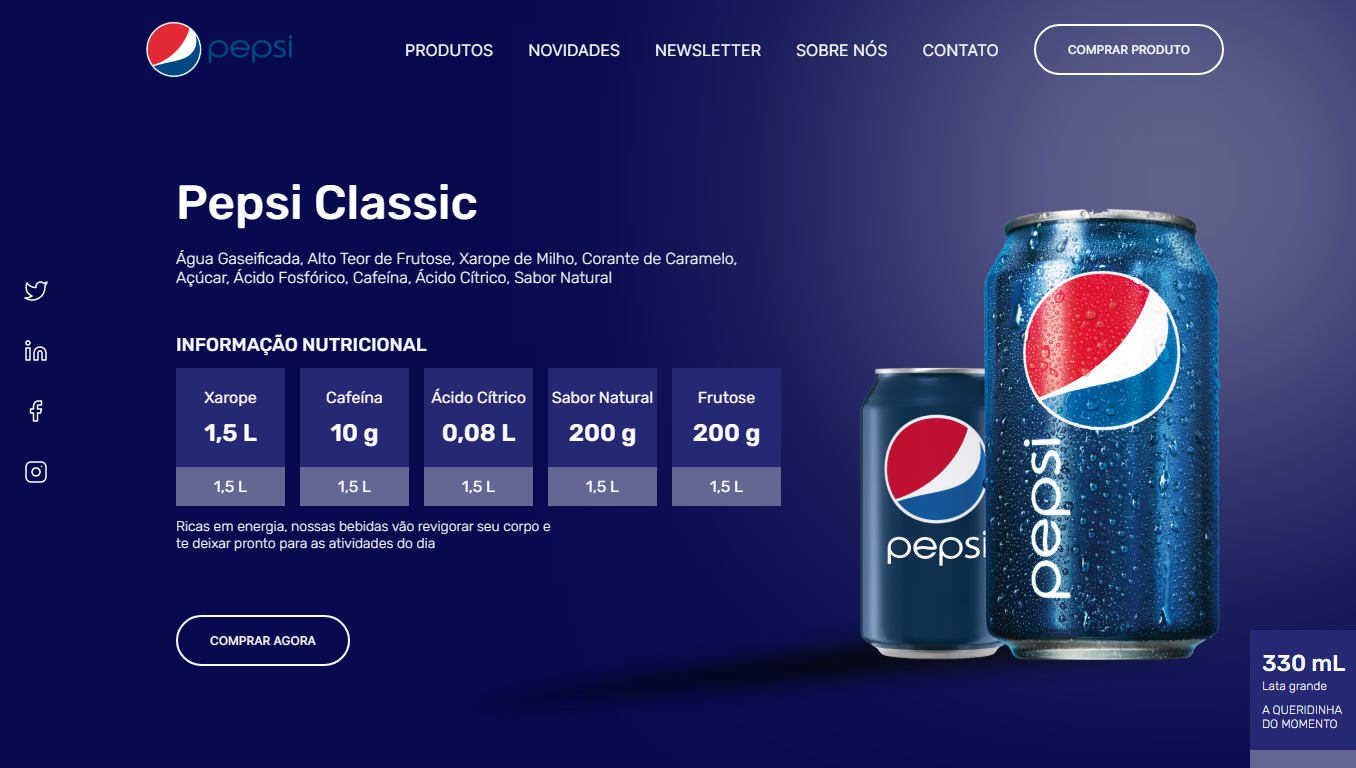 pepsi
PRODUTOS NOVIDADES NEWSLETTER SOBRE NÓS CONTATO COMPRAR PRODUTO
Pepsi Classic
Água Gaseificada, Alto Teor de Frutose, Xarope de Milho, Corante de Caramelo,
Açúcar, Ácido Fosfórico, Cafeína, Ácido Cítrico, Sabor Natural
INFORMAÇÃO NUTRICIONAL
Xarope Cafeína Ácido Cítrico Sabor Natural Frutose
1,5 L 10 g 0,08 L 200 g 200 g
1,5 L 1,5 L 1,5 L 1,5 L 1,5 L
Ricas em energia, nossas bebidas vão revigorar seu corpo e
te deixar pronto para as atividades do dia
COMPRAR AGORA
pepsi
pepsi
330 mL
Lata grande
A QUERIDINHA
DO MOMENTO